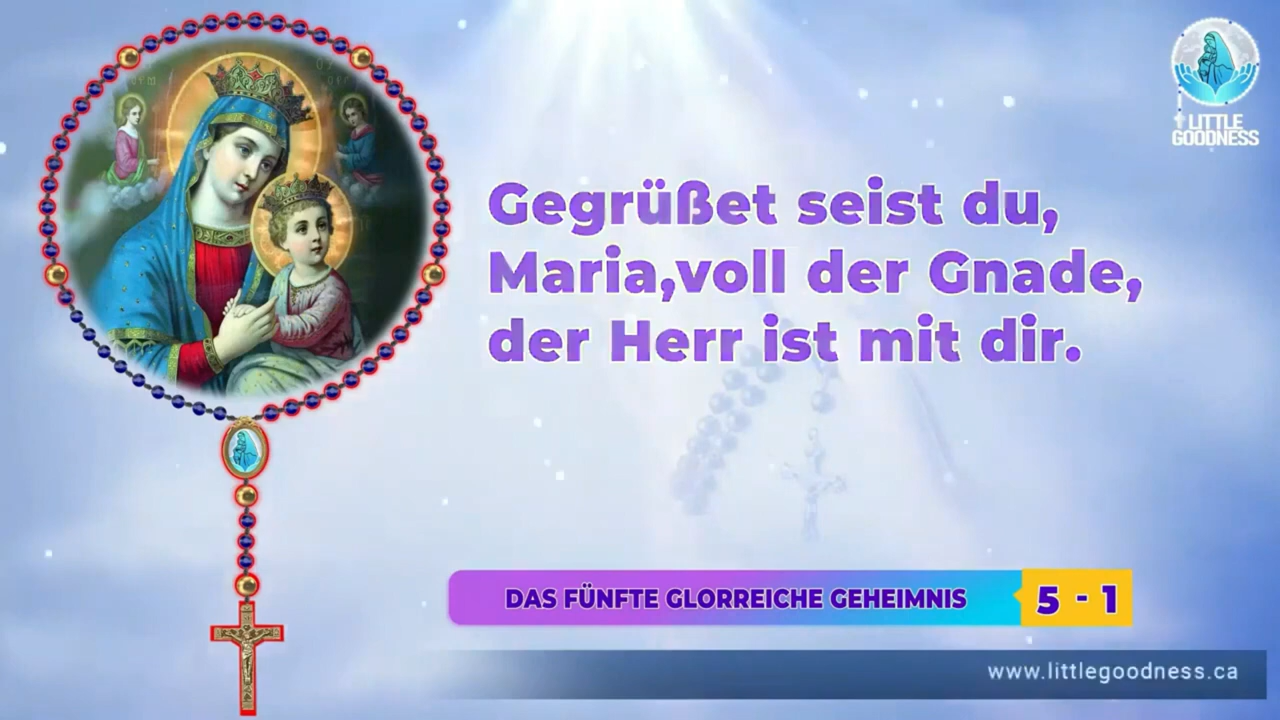 LITTLE
GOODNESS
Gegrüßet seist du,
Maria,voll der Gnade,
der Herr ist mit dir.
DAS FÜNFTE GLORREICHE GEHEIMNIS 5 - 1
www.littlegoodness.ca